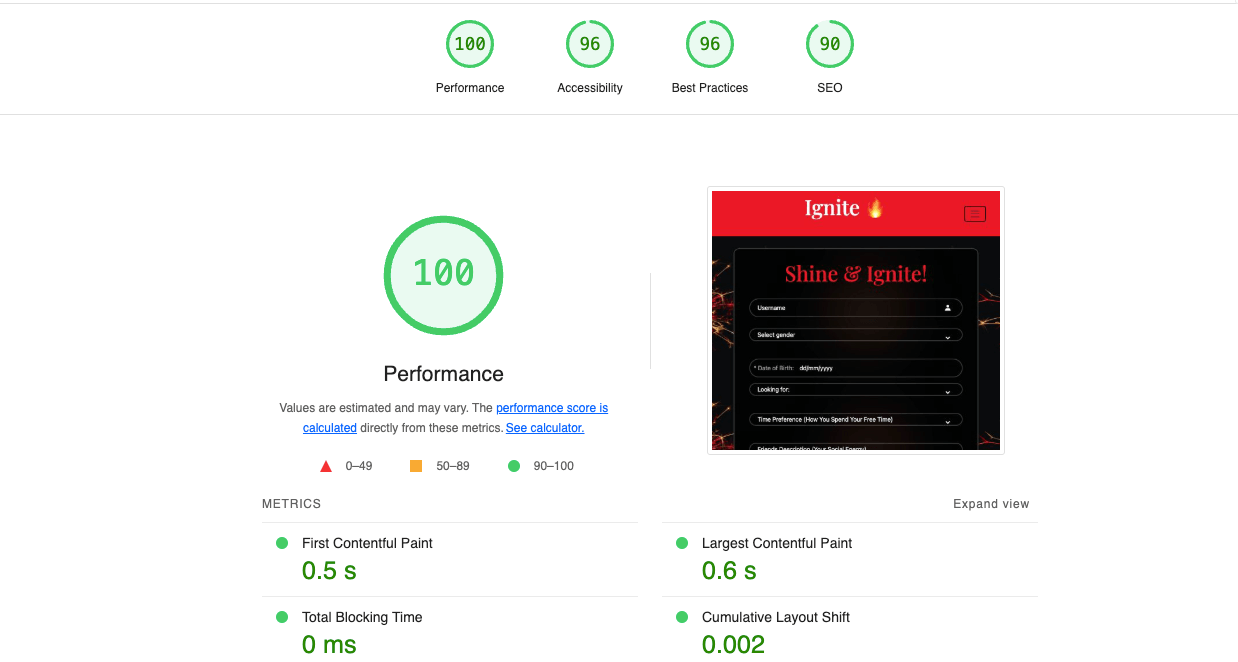 100 96 96 90
Performance Accessibility Best Practices SEO
100
Performance
Values are estimated and may vary. The performance score is
calculated directly from these metrics. See calculator.
0–49 50–89 90–100
Ignite 🔥
Shine & Ignite!
Username
Select gender
* Date of Birth: dd/mm/yyyy
Looking for:
Time Preference (How You Spend Your Free Time)
Friends Description (Your Social Energy)
METRICS Expand view
First Contentful Paint
0.5 s
Largest Contentful Paint
0.6 s
Total Blocking Time
0 ms
Cumulative Layout Shift
0.002